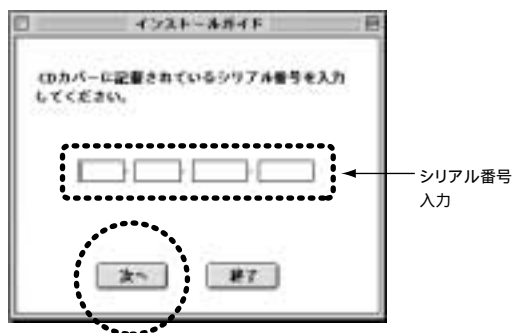 インストールガイド
CDカバーに記載されているシリアル番号を入力
してください。
シリアル番号
入力
次へ
終了